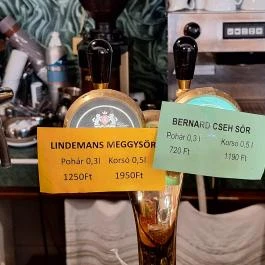 LINDEMANS MEGGYSÖR
Pohár 0,3l Korsó 0,5l
1250Ft 1950Ft
BERNARD CSEH SÖR
Pohár 0,3 l Korsó 0,5 l
720 Ft 1190 Ft